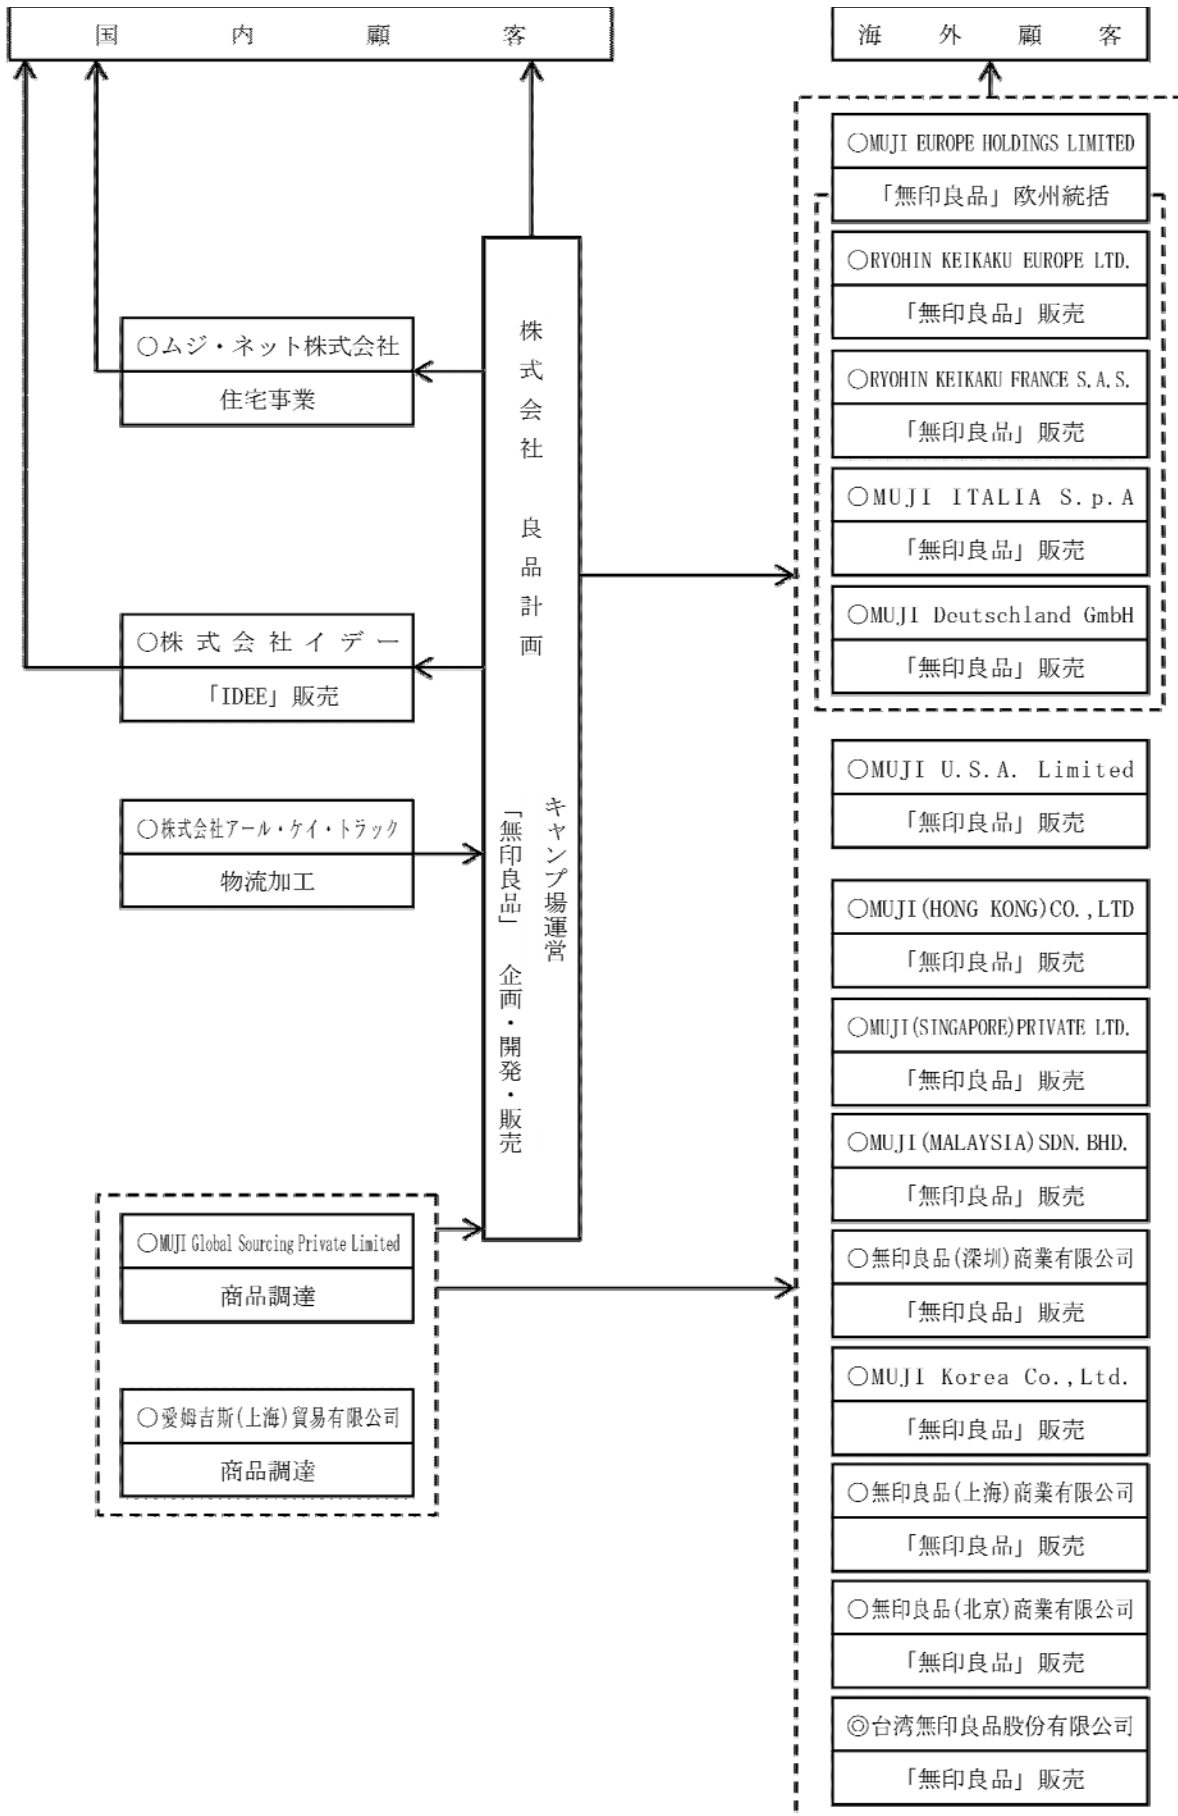 国内顧客
海外顧客
○MUJI EUROPE HOLDINGS LIMITED
「無印良品」欧州統括
○RYOHIN KEIKAKU EUROPE LTD.
「無印良品」販売
○RYOHIN KEIKAKU FRANCE S.A.S.
「無印良品」販売
○MUJI ITALIA S.p.A
「無印良品」販売
○MUJI Deutschland GmbH
「無印良品」販売
○MUJI U.S.A. Limited
「無印良品」販売
○MUJI(HONG KONG)CO.,LTD
「無印良品」販売
○MUJI(SINGAPORE)PRIVATE LTD.
「無印良品」販売
○MUJI(MALAYSIA)SDN.BHD.
「無印良品」販売
○無印良品(深圳)商業有限公司
「無印良品」販売
○MUJI Korea Co.,Ltd.
「無印良品」販売
○無印良品(上海)商業有限公司
「無印良品」販売
○無印良品(北京)商業有限公司
「無印良品」販売
◎台湾無印良品股份有限公司
「無印良品」販売
株式会社 良品計画
キャンプ場運営
「無印良品」 企画・開発・販売
○ムジ・ネット株式会社
住宅事業
○株式会社イデー
「IDEE」販売
○株式会社アール・ケイ・トラック
物流加工
○MUJI Global Sourcing Private Limited
商品調達
○愛姆吉斯(上海)貿易有限公司
商品調達